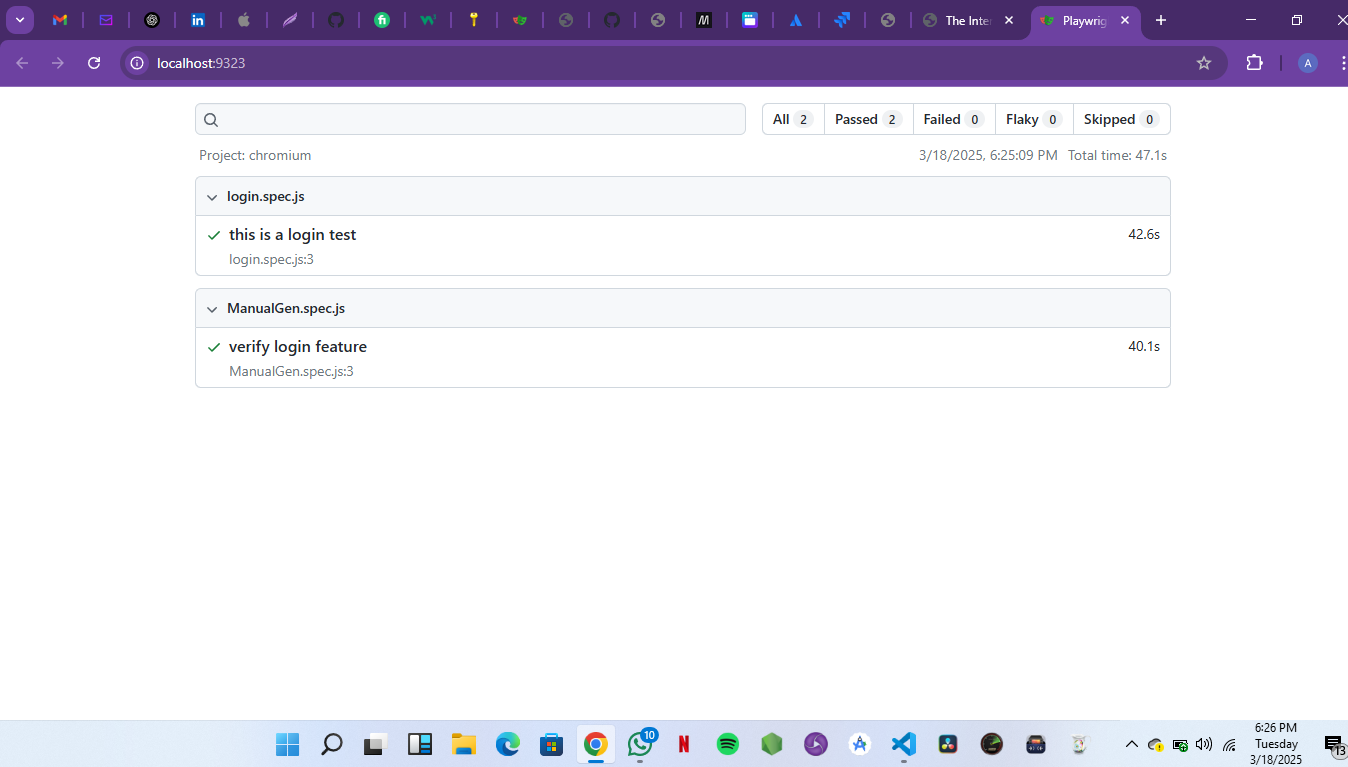 The Inter
Playwrig
localhost:9323
A
All 2 Passed 2 Failed 0 Flaky 0 Skipped 0
Project: chromium 3/18/2025, 6:25:09 PM Total time: 47.1s
login.spec.js
this is a login test 42.6s
login.spec.js:3
ManualGen.spec.js
verify login feature 40.1s
ManualGen.spec.js:3
10
6:26 PM
Tuesday
3/18/2025
13